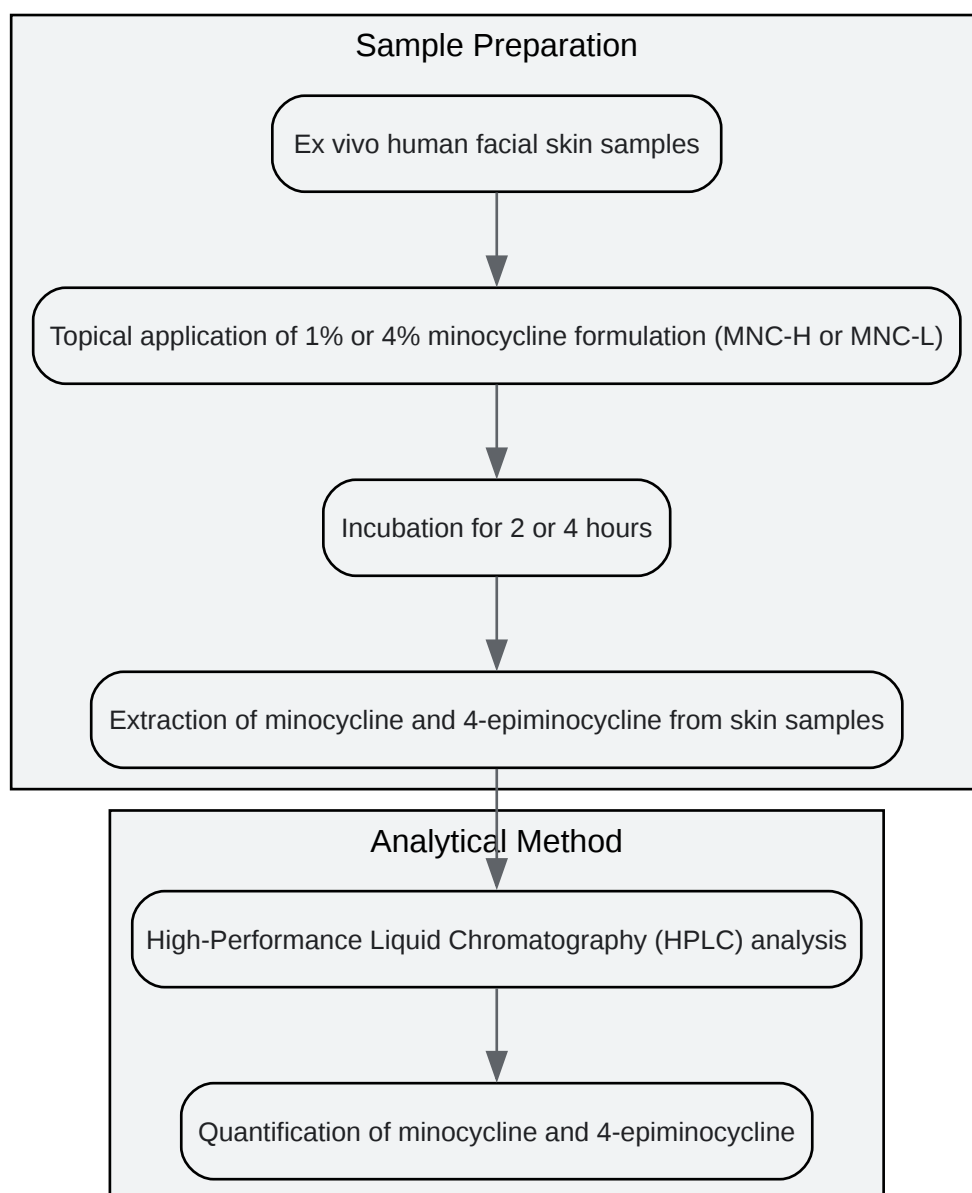 Sample Preparation
Ex vivo human facial skin samples
Topical application of 1% or 4% minocycline formulation (MNC-H or MNC-L)
Incubation for 2 or 4 hours
Extraction of minocycline and 4-epiminocycline from skin samples
Analytical Method
High-Performance Liquid Chromatography (HPLC) analysis
Quantification of minocycline and 4-epiminocycline